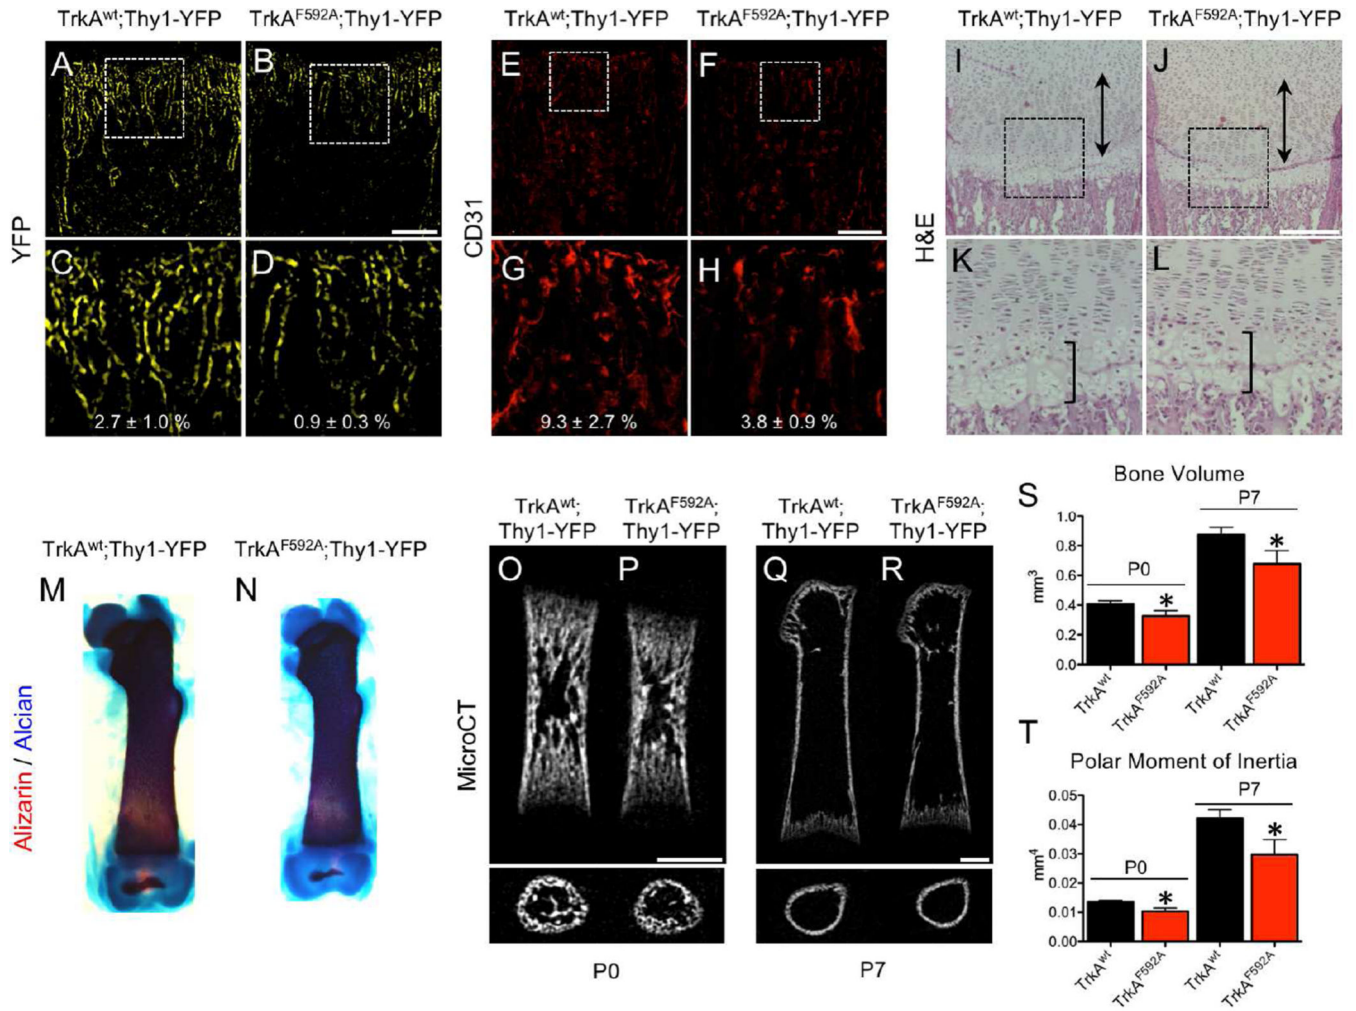 TrkAwt;Thy1-YFP
TrkAF592A;Thy1-YFP
TrkAwt;Thy1-YFP
TrkAF592A;Thy1-YFP
TrkAwt;Thy1-YFP
TrkAF592A;Thy1-YFP
A
B
E
F
I
J
YFP
CD31
H&E
C
D
G
H
K
L
2.7 ± 1.0 %
0.9 ± 0.3 %
9.3 ± 2.7 %
3.8 ± 0.9 %
TrkAwt;Thy1-YFP
TrkAF592A;Thy1-YFP
M
N
Alizarin / Alcian
TrkAwt;
Thy1-YFP
TrkAF592A;
Thy1-YFP
TrkAwt;
Thy1-YFP
TrkAF592A;
Thy1-YFP
O
P
Q
R
MicroCT
P0
P7
S
Bone Volume
P7
P0
*
*
mm3
1.0
0.8
0.6
0.4
0.2
0.0
TrkAwt
TrkAF592A
TrkAwt
TrkAF592A
T
Polar Moment of Inertia
P7
P0
*
*
mm4
0.05
0.04
0.03
0.02
0.01
0.00
TrkAwt
TrkAF592A
TrkAwt
TrkAF592A